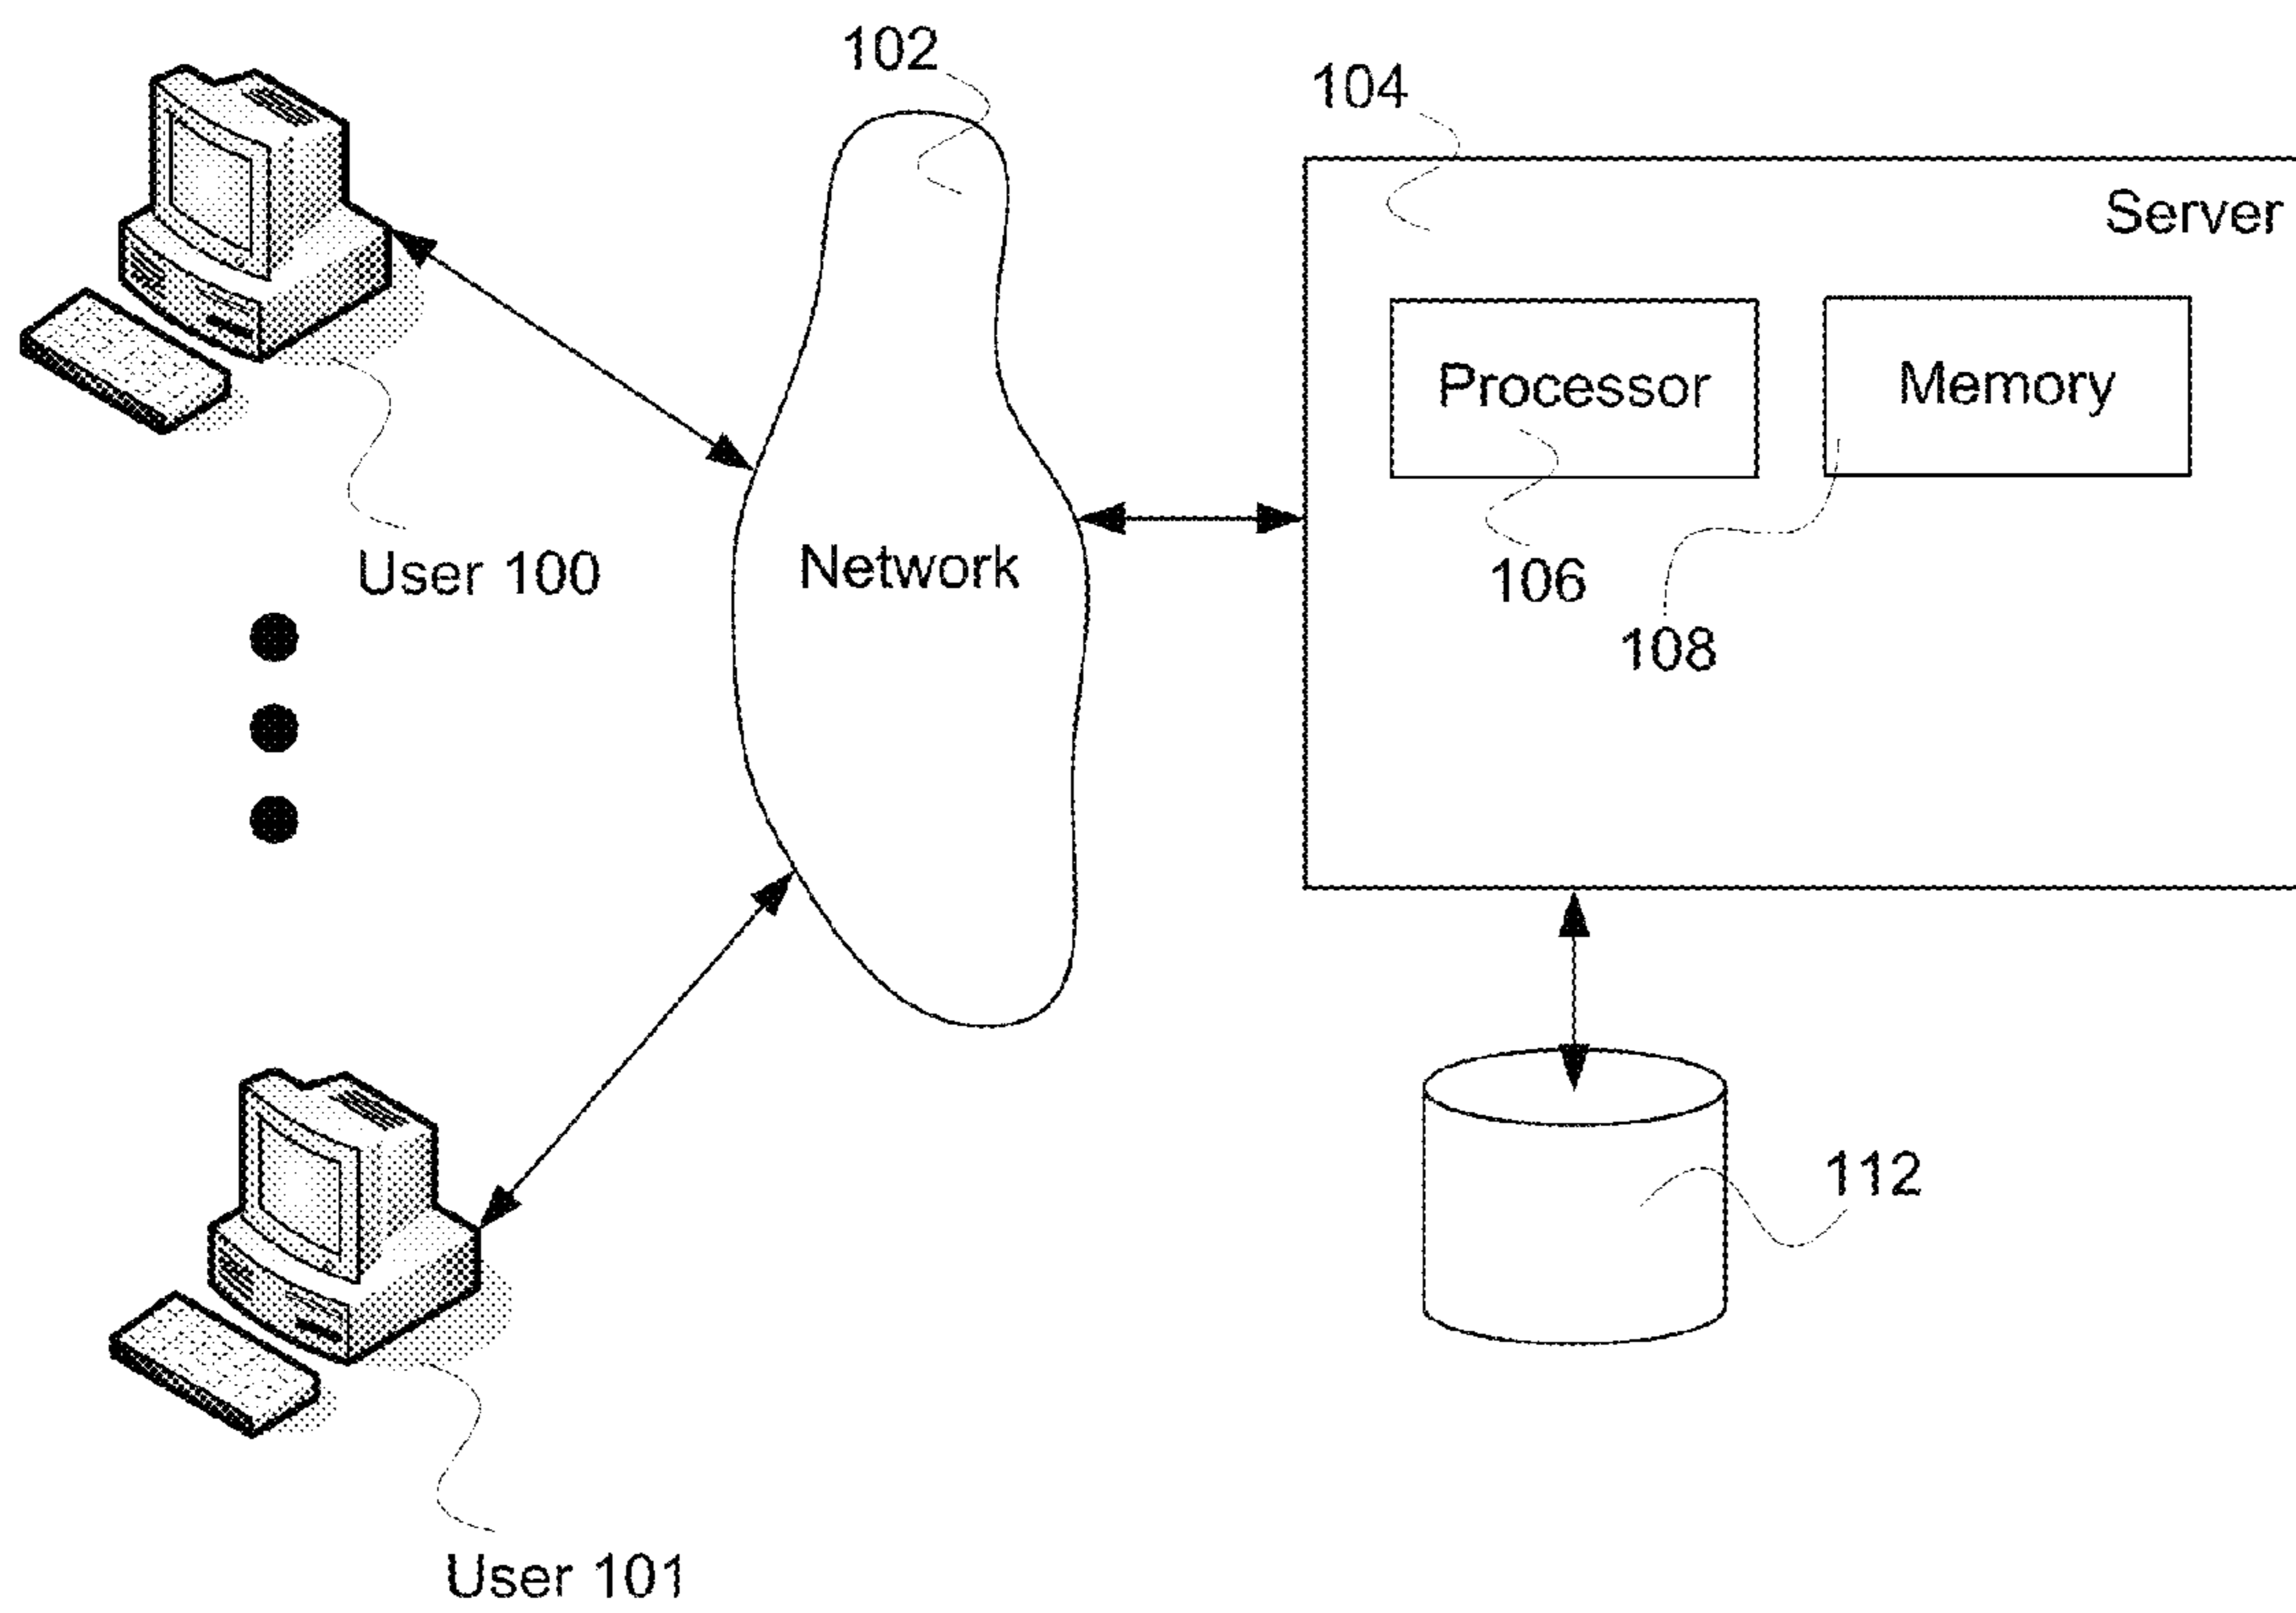 102
104
Server
Processor
Memory
User 100
Network
106
108
112
User 101